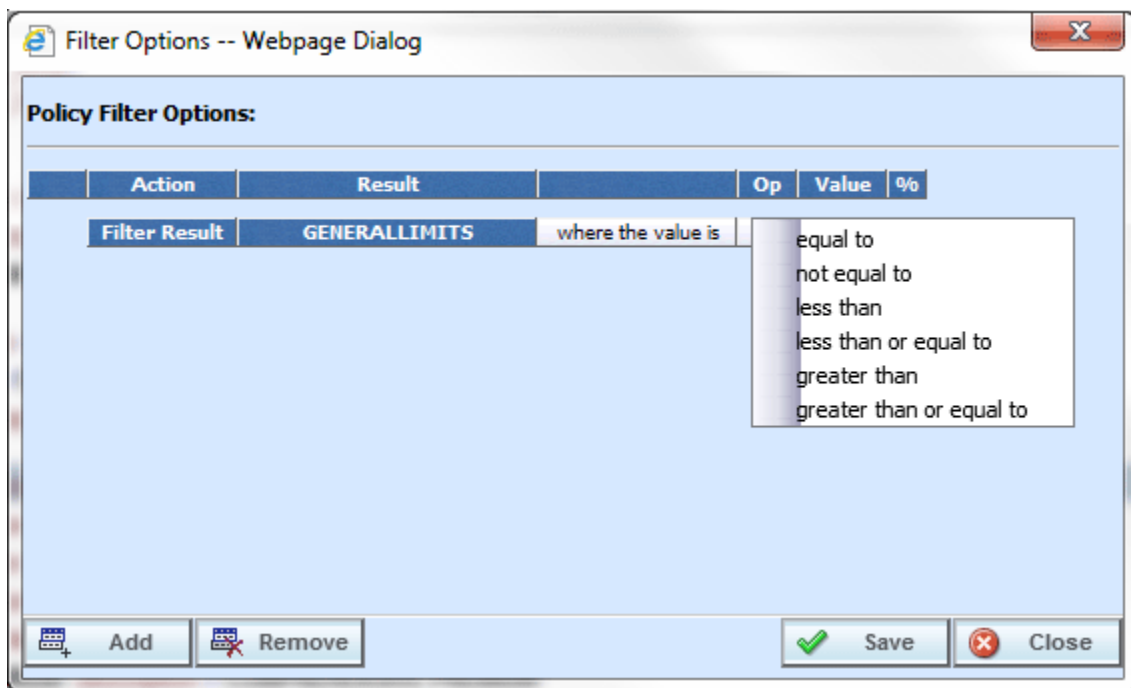 Filter Options -- Webpage Dialog
X
Policy Filter Options:
Action Result Op Value %
Filter Result GENERALLIMITS where the value is
equal to
not equal to
less than
less than or equal to
greater than
greater than or equal to
Add Remove Save Close